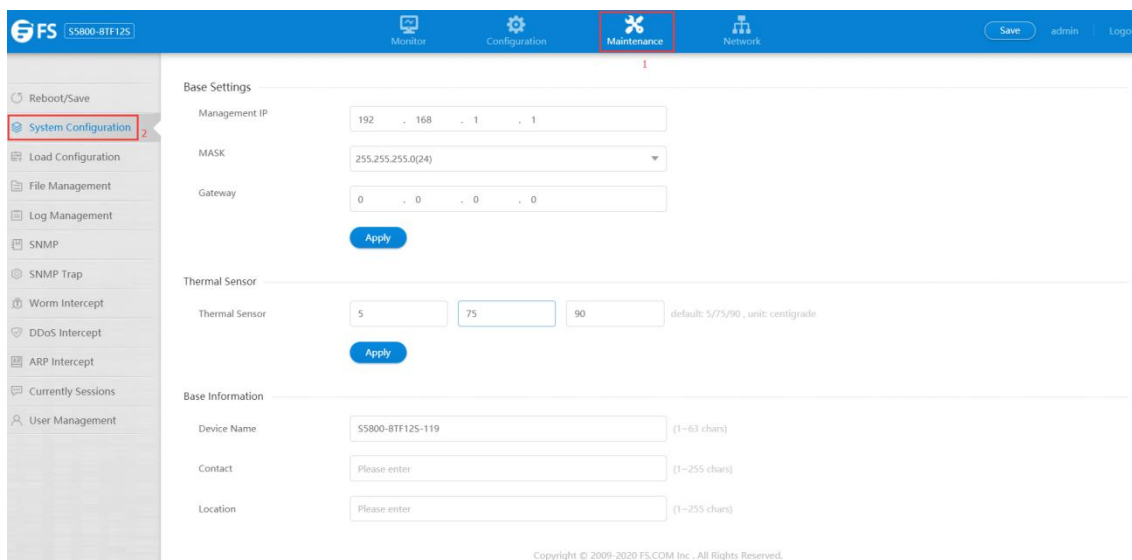 FS S5800-8TF12S
Monitor
Configuration
Maintenance
Network
Save
admin
Logo
1
Reboot/Save
System Configuration
2
Load Configuration
File Management
Log Management
SNMP
SNMP Trap
Worm Intercept
DDoS Intercept
ARP Intercept
Currently Sessions
User Management
Base Settings
Management IP 192 . 168 . 1 . 1
MASK 255.255.255.0(24)
Gateway 0 . 0 . 0 . 0
Apply
Thermal Sensor
Thermal Sensor 5 75 90 default: 5/75/90 , unit: centigrade
Apply
Base Information
Device Name S5800-8TF12S-119 (1~63 chars)
Contact Please enter (1~255 chars)
Location Please enter (1~255 chars)
Copyright © 2009-2020 FS.COM Inc . All Rights Reserved.